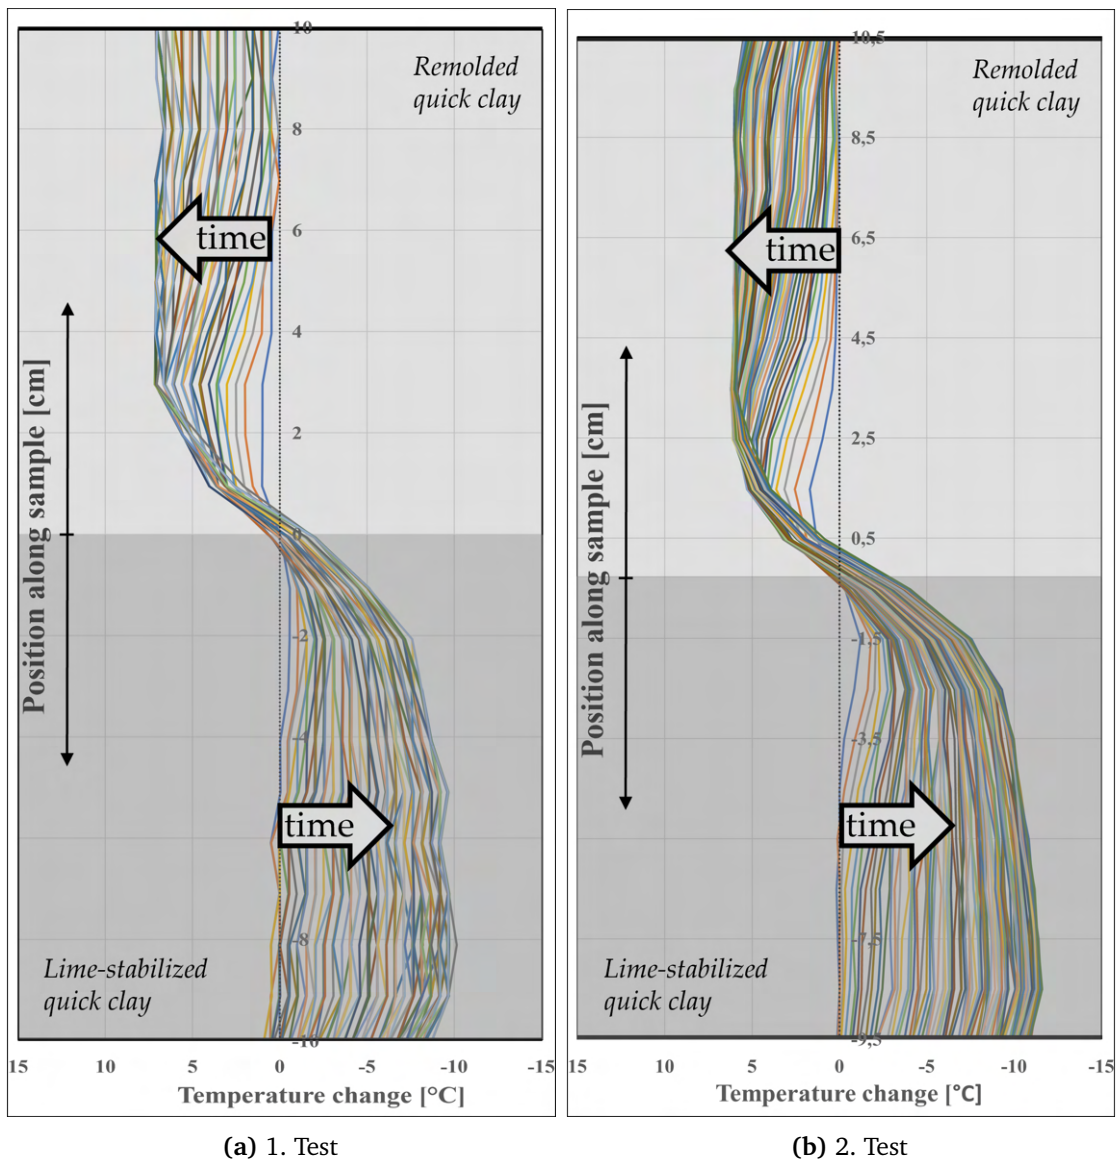 10
Remolded
quick clay
8
6
time
4
2
0
-2
-4
time
-8
-10
Lime-stabilized
quick clay
Position along sample [cm]
15 10 5 0 -5 -10 -15
Temperature change [°C]
(a) 1. Test
10,5
Remolded
quick clay
8,5
6,5
time
4,5
2,5
0,5
-1,5
-3,5
time
-7,5
-9,5
Lime-stabilized
quick clay
Position along sample [cm]
15 10 5 0 -5 -10 -15
Temperature change [°C]
(b) 2. Test